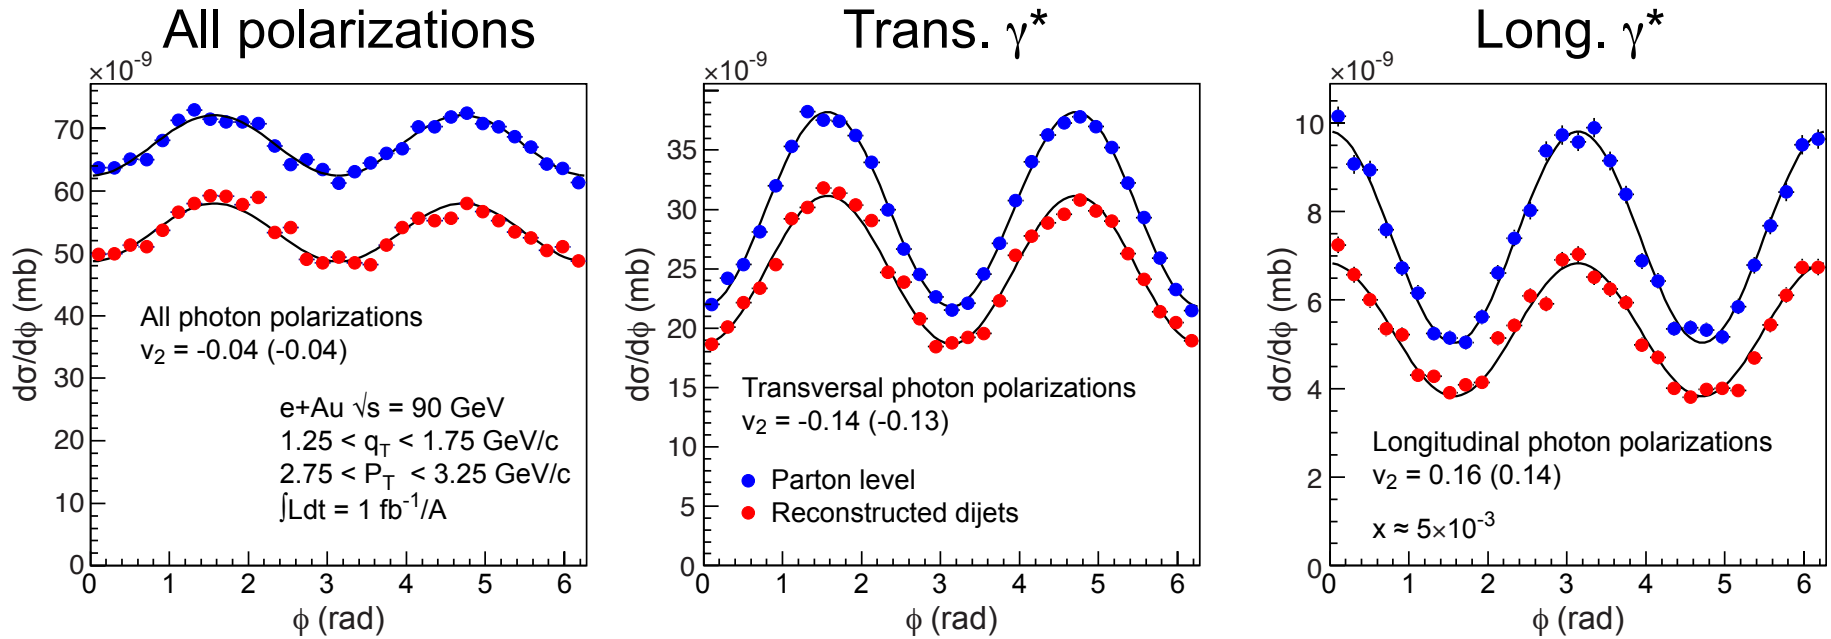 All polarizations
×10⁻⁹
dσ/dϕ (mb)
70
60
50
40
30
20
10
0
All photon polarizations
v₂ = -0.04 (-0.04)
e+Au √s = 90 GeV
1.25 < q_T < 1.75 GeV/c
2.75 < P_T < 3.25 GeV/c
∫Ldt = 1 fb⁻¹/A
0 1 2 3 4 5 6
ϕ (rad)
Trans. γ*
×10⁻⁹
dσ/dϕ (mb)
35
30
25
20
15
10
5
0
Transversal photon polarizations
v₂ = -0.14 (-0.13)
Parton level
Reconstructed dijets
0 1 2 3 4 5 6
ϕ (rad)
Long. γ*
×10⁻⁹
dσ/dϕ (mb)
10
8
6
4
2
0
Longitudinal photon polarizations
v₂ = 0.16 (0.14)
x ≈ 5×10⁻³
0 1 2 3 4 5 6
ϕ (rad)